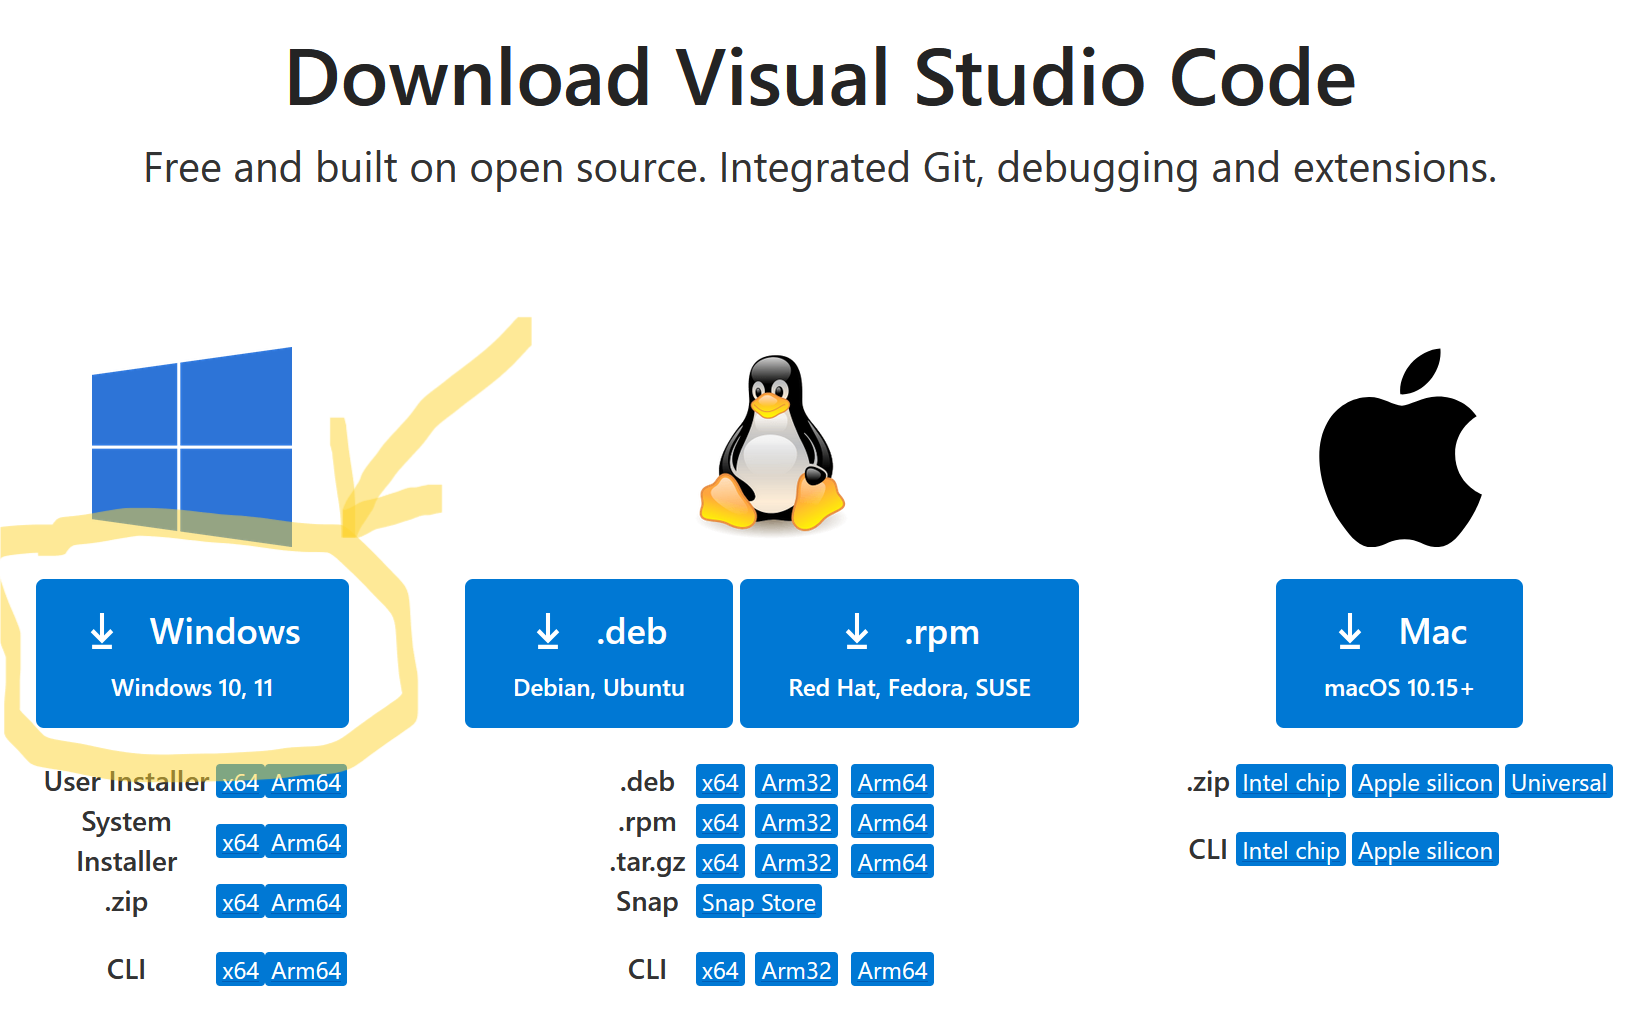 Download Visual Studio Code
Free and built on open source. Integrated Git, debugging and extensions.
Windows
Windows 10, 11
User Installer x64 Arm64
System
Installer x64 Arm64
.zip x64 Arm64
CLI x64 Arm64
.deb
Debian, Ubuntu
.rpm
Red Hat, Fedora, SUSE
.deb x64 Arm32 Arm64
.rpm x64 Arm32 Arm64
.tar.gz x64 Arm32 Arm64
Snap Snap Store
CLI x64 Arm32 Arm64
Mac
macOS 10.15+
.zip Intel chip Apple silicon Universal
CLI Intel chip Apple silicon